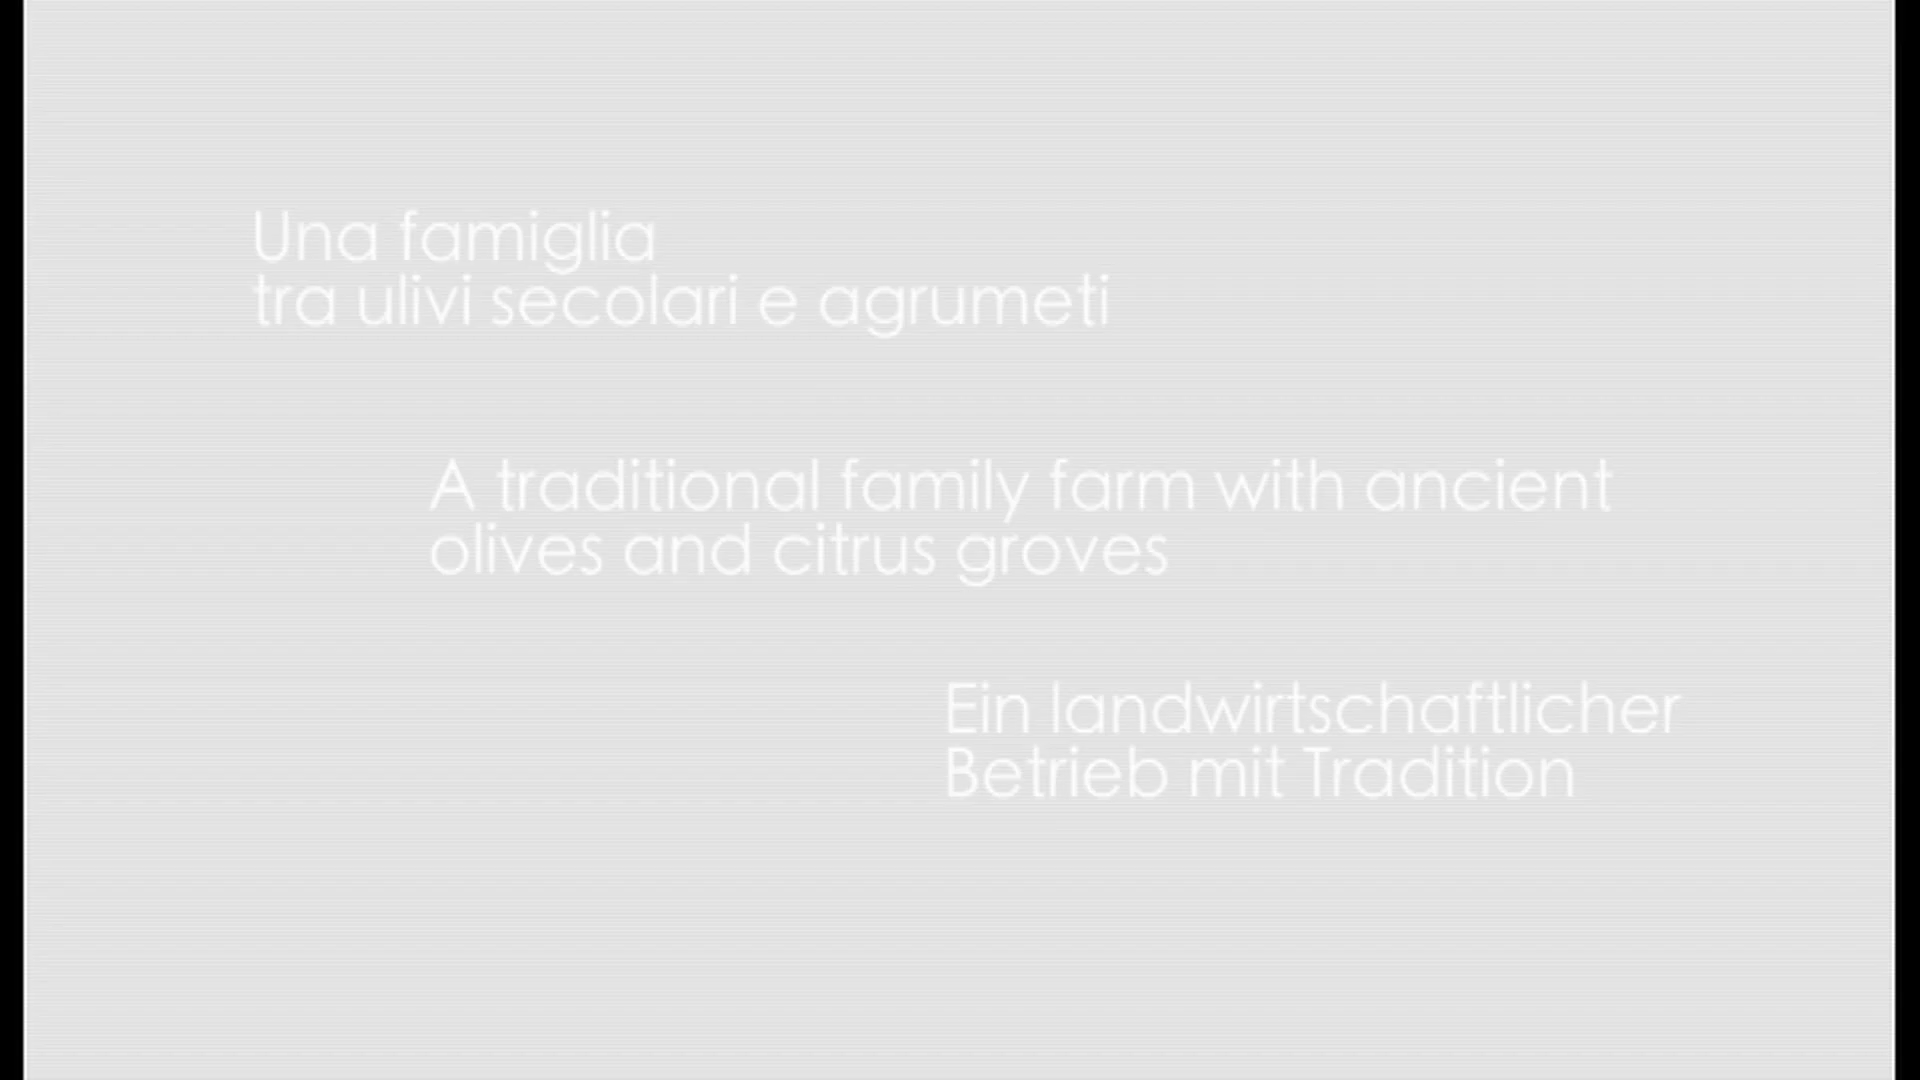 Una famiglia
tra ulivi secolari e agrumeti
A traditional family farm with ancient
olives and citrus groves
Ein landwirtschaftlicher
Betrieb mit Tradition